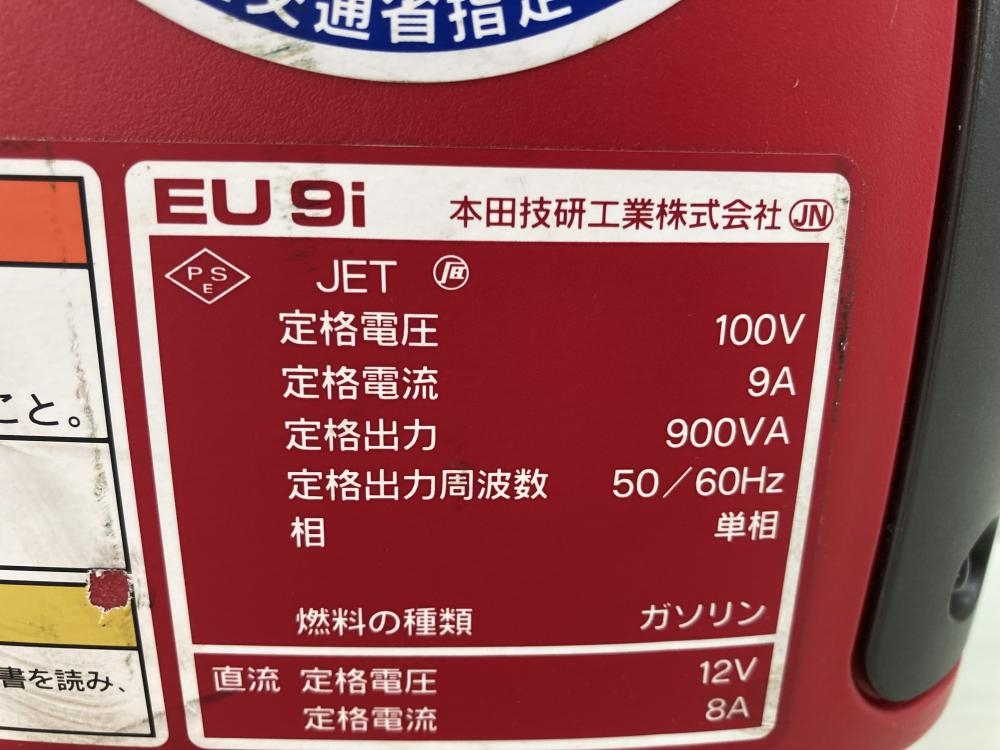 交通省指定
EU9i 本田技研工業株式会社 JN
PSE JET
定格電圧 100V
定格電流 9A
定格出力 900VA
定格出力周波数 50/60Hz
相 単相
燃料の種類 ガソリン
直流 定格電圧 12V
定格電流 8A
こと。
書を読み、